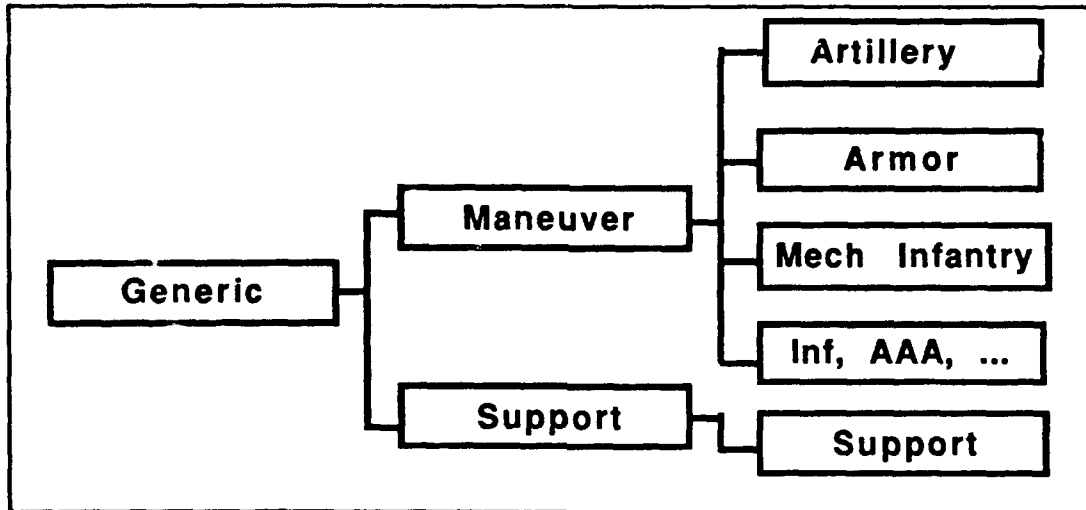 Artillery
Armor
Maneuver
Mech Infantry
Generic
Inf, AAA, ...
Support
Support